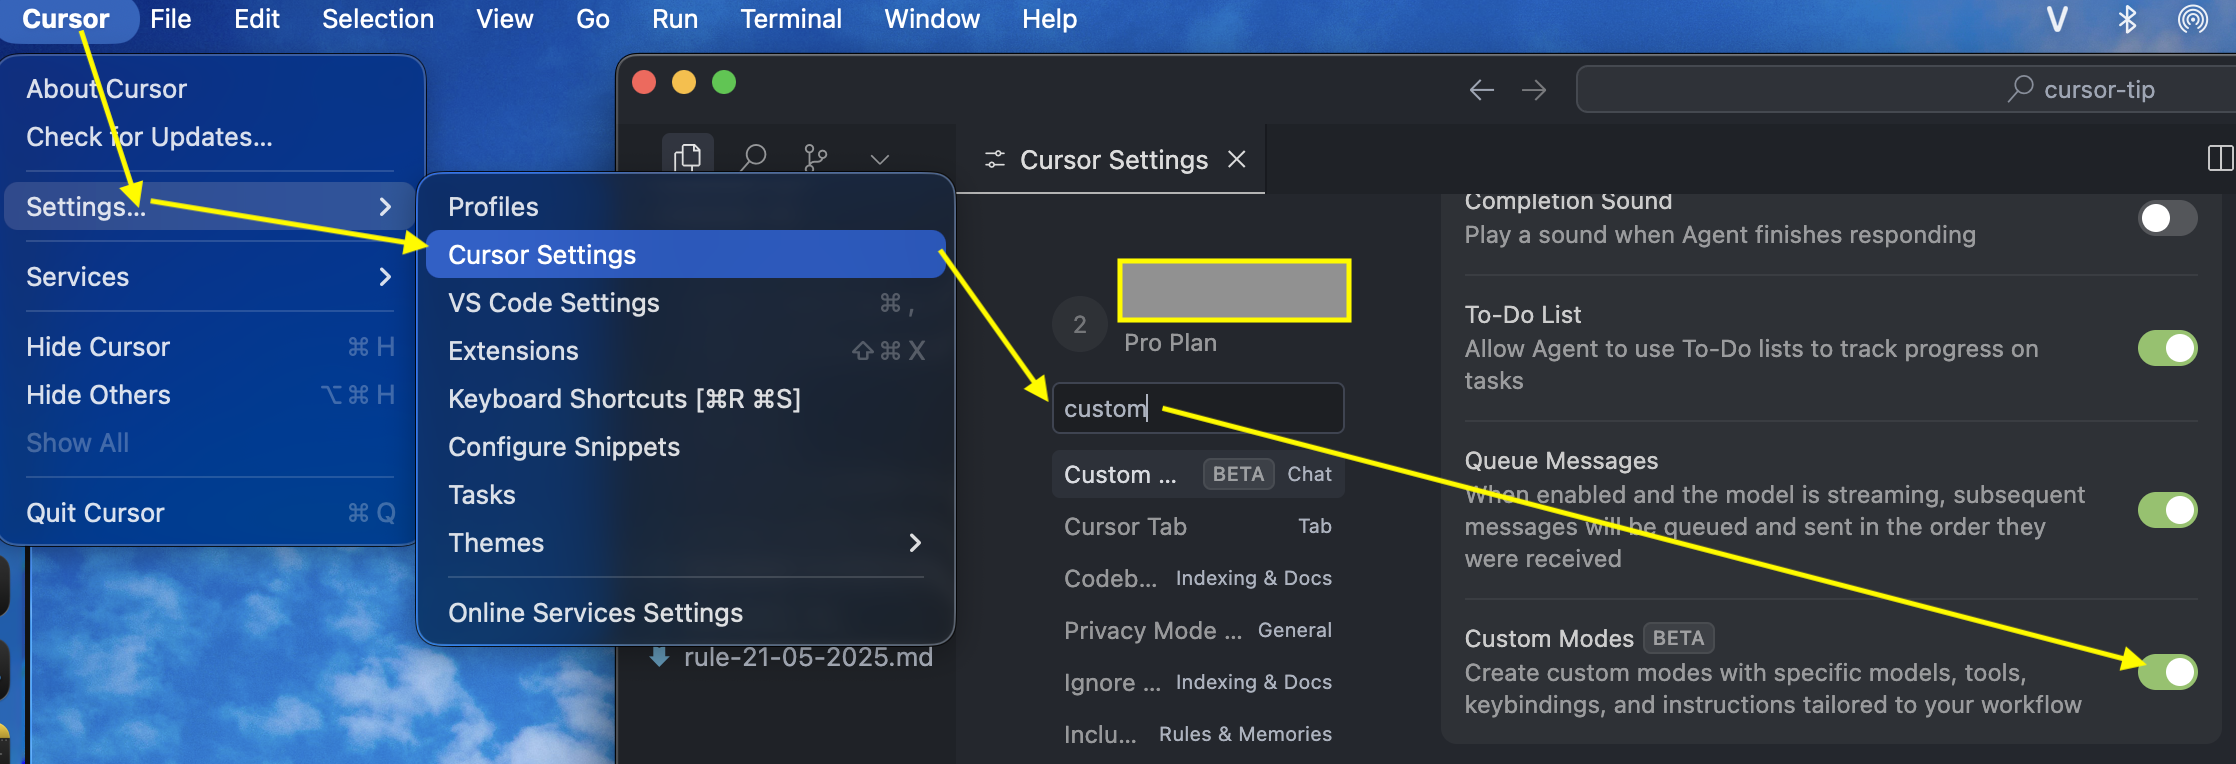 Cursor File Edit Selection View Go Run Terminal Window Help
About Cursor
Check for Updates...
Settings...
Services
Hide Cursor ⌘ H
Hide Others ⌥ ⌘ H
Show All
Quit Cursor ⌘ Q
Profiles
Cursor Settings
VS Code Settings ⌘ ,
Extensions ⇧ ⌘ X
Keyboard Shortcuts [⌘R ⌘S]
Configure Snippets
Tasks
Themes
Online Services Settings
rule-21-05-2025.md
cursor-tip
Cursor Settings
2
Pro Plan
custom
Custom ... BETA Chat
Cursor Tab Tab
Codeb... Indexing & Docs
Privacy Mode ... General
Ignore ... Indexing & Docs
Inclu... Rules & Memories
Completion Sound
Play a sound when Agent finishes responding
To-Do List
Allow Agent to use To-Do lists to track progress on
tasks
Queue Messages
When enabled and the model is streaming, subsequent
messages will be queued and sent in the order they
were received
Custom Modes BETA
Create custom modes with specific models, tools,
keybindings, and instructions tailored to your workflow